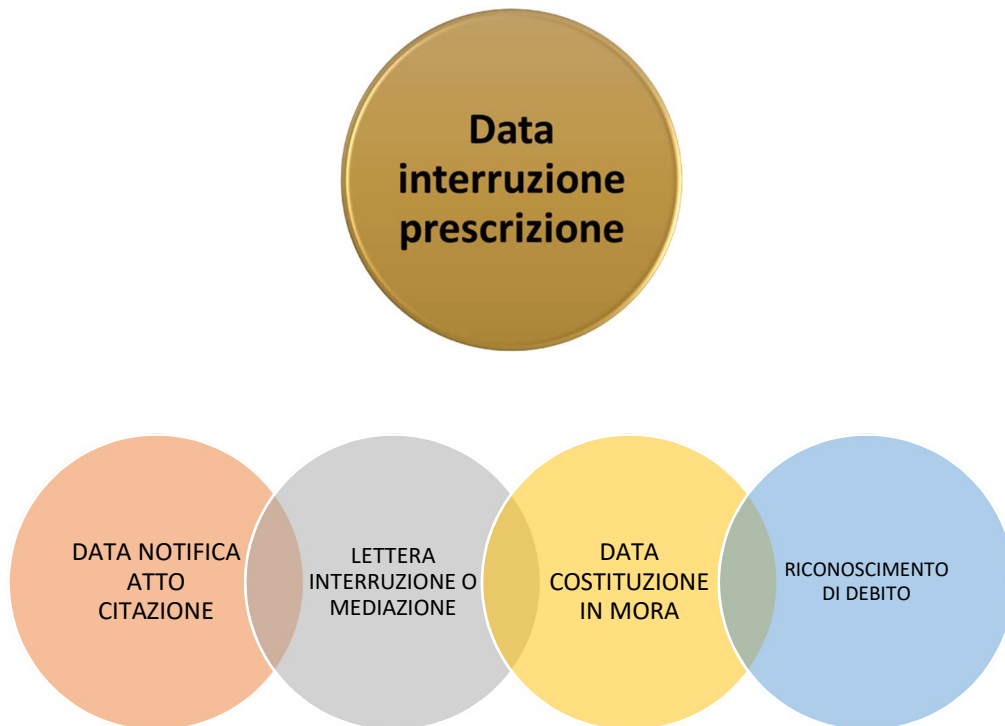 Data
interruzione
prescrizione
DATA NOTIFICA
ATTO
CITAZIONE
LETTERA
INTERRUZIONE O
MEDIAZIONE
DATA
COSTITUZIONE
IN MORA
RICONOSCIMENTO
DI DEBITO